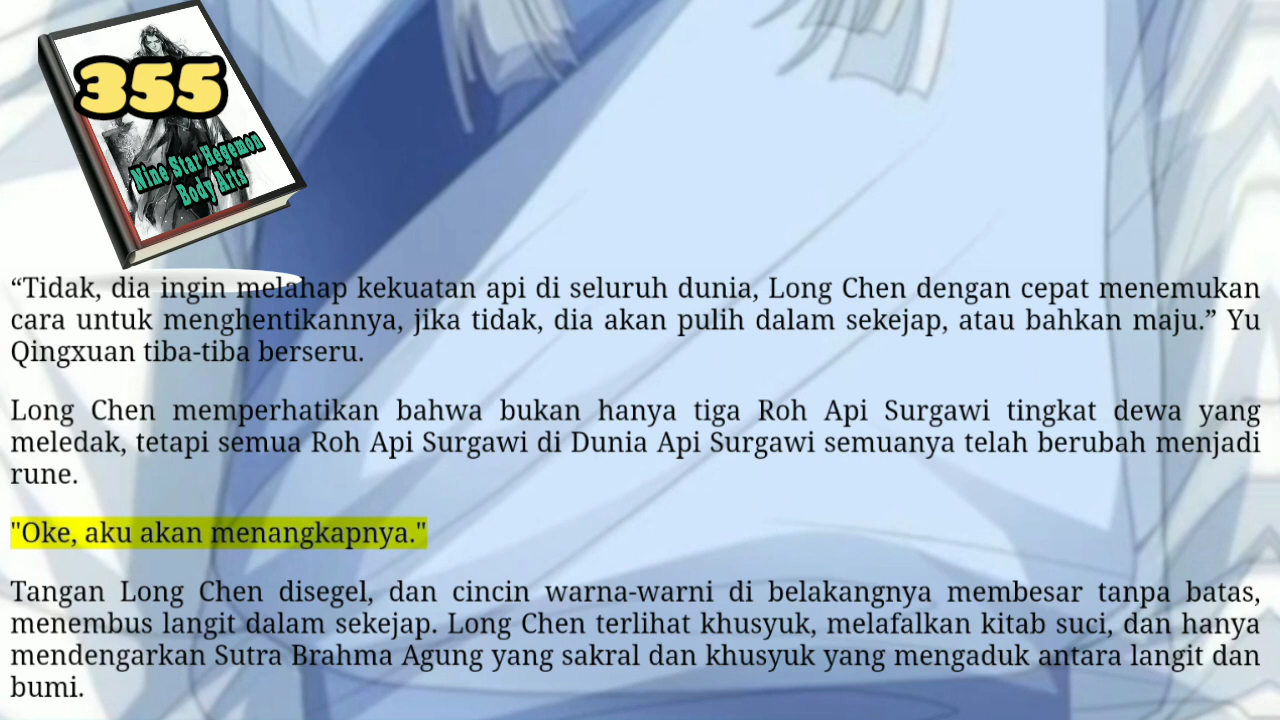 355
Nine Star Hegemon
Body Arts
“Tidak, dia ingin melahap kekuatan api di seluruh dunia, Long Chen dengan cepat menemukan
cara untuk menghentikannya, jika tidak, dia akan pulih dalam sekejap, atau bahkan maju.” Yu
Qingxuan tiba-tiba berseru.
Long Chen memperhatikan bahwa bukan hanya tiga Roh Api Surgawi tingkat dewa yang
meledak, tetapi semua Roh Api Surgawi di Dunia Api Surgawi semuanya telah berubah menjadi
rune.
"Oke, aku akan menangkapnya."
Tangan Long Chen disegel, dan cincin warna-warni di belakangnya membesar tanpa batas,
menembus langit dalam sekejap. Long Chen terlihat khusyuk, melafalkan kitab suci, dan hanya
mendengarkan Sutra Brahma Agung yang sakral dan khusyuk yang mengaduk antara langit dan
bumi.